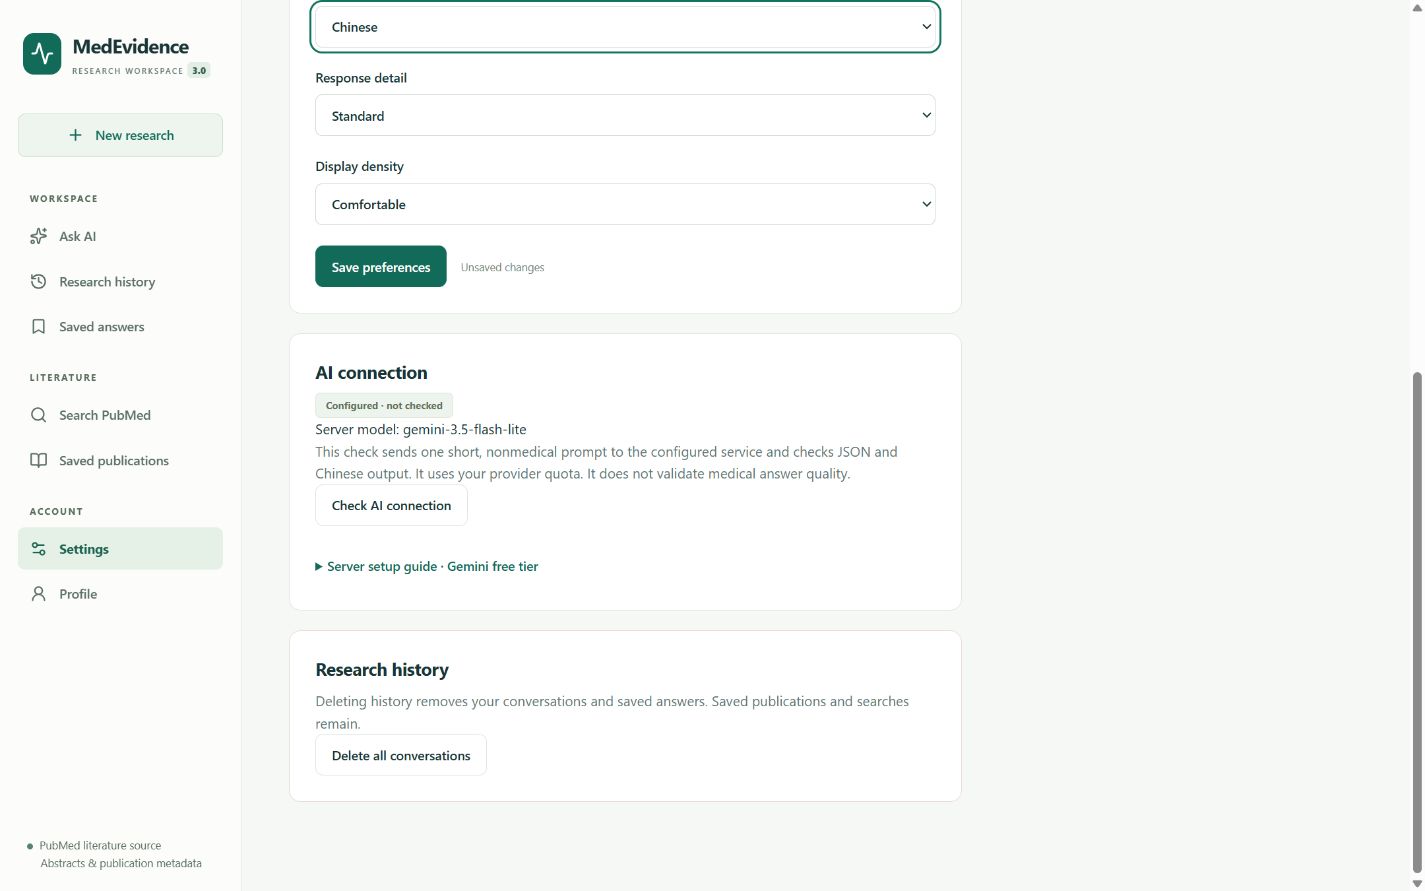 MedEvidence
RESEARCH WORKSPACE 3.0
New research
WORKSPACE
Ask AI
Research history
Saved answers
LITERATURE
Search PubMed
Saved publications
ACCOUNT
Settings
Profile
PubMed literature source
Abstracts & publication metadata
Chinese
Response detail
Standard
Display density
Comfortable
Save preferences
Unsaved changes
AI connection
Configured · not checked
Server model: gemini-3.5-flash-lite
This check sends one short, nonmedical prompt to the configured service and checks JSON and
Chinese output. It uses your provider quota. It does not validate medical answer quality.
Check AI connection
Server setup guide · Gemini free tier
Research history
Deleting history removes your conversations and saved answers. Saved publications and searches
remain.
Delete all conversations